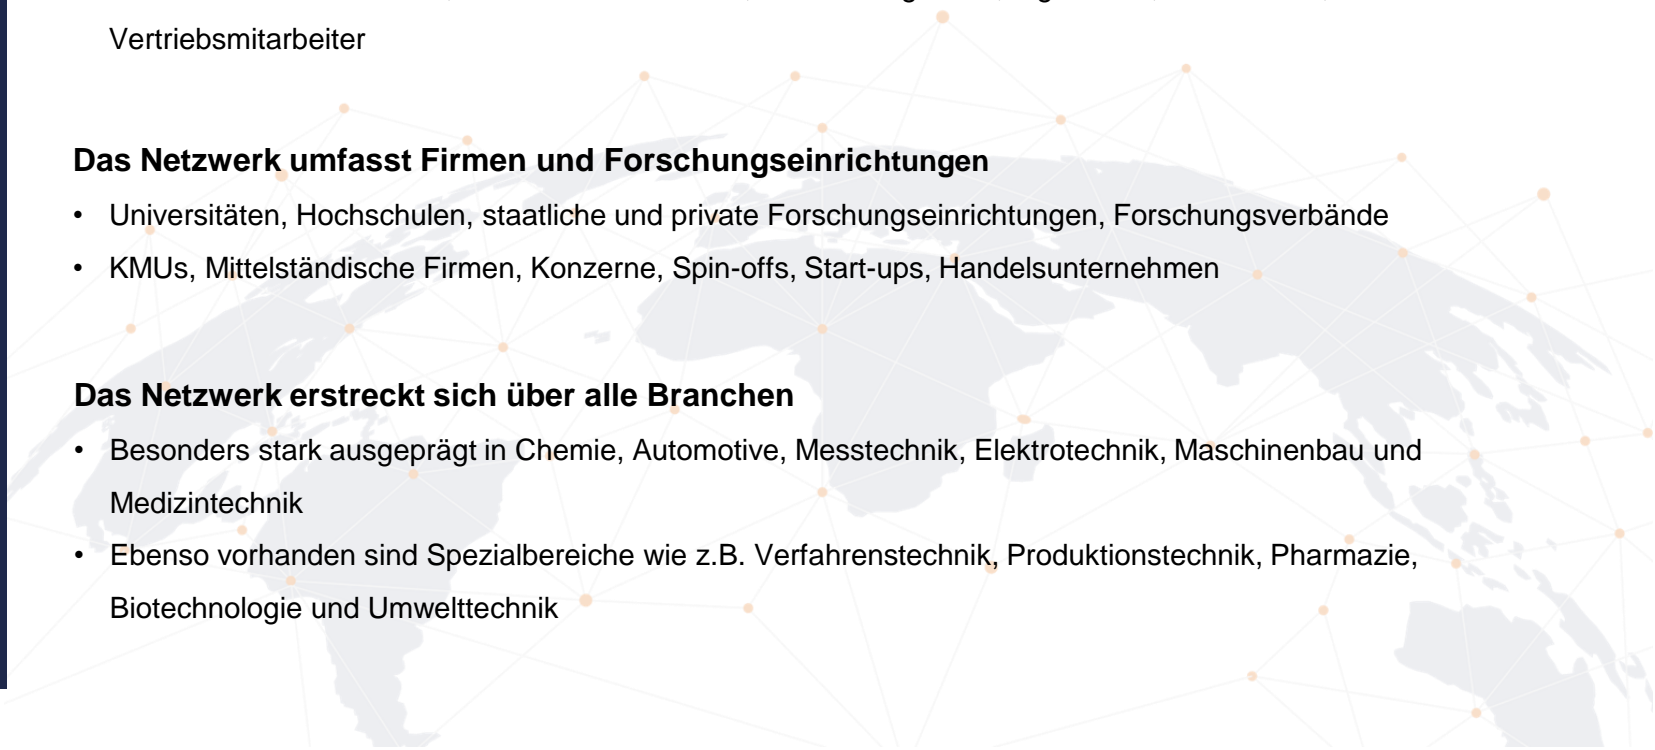 Vertriebsmitarbeiter
Das Netzwerk umfasst Firmen und Forschungseinrichtungen
• Universitäten, Hochschulen, staatliche und private Forschungseinrichtungen, Forschungsverbände
• KMUs, Mittelständische Firmen, Konzerne, Spin-offs, Start-ups, Handelsunternehmen
Das Netzwerk erstreckt sich über alle Branchen
• Besonders stark ausgeprägt in Chemie, Automotive, Messtechnik, Elektrotechnik, Maschinenbau und
Medizintechnik
• Ebenso vorhanden sind Spezialbereiche wie z.B. Verfahrenstechnik, Produktionstechnik, Pharmazie,
Biotechnologie und Umwelttechnik